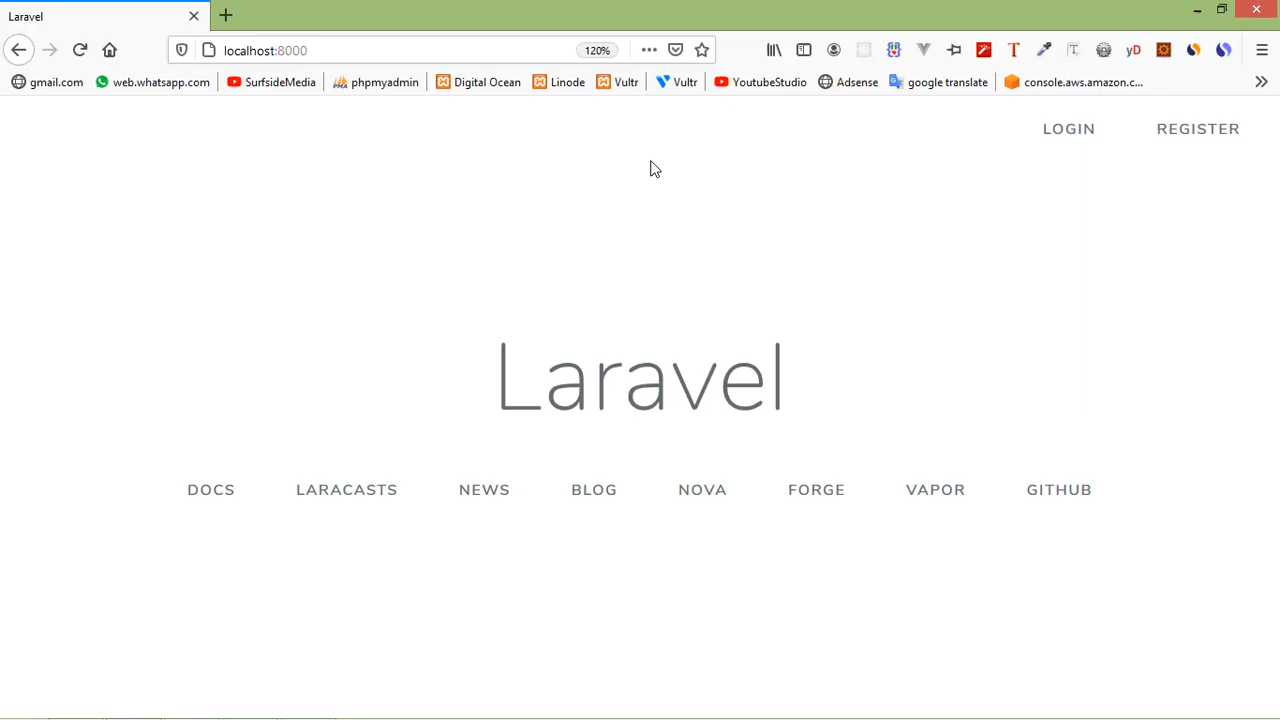 Laravel
localhost:8000
120%
T
T
yD
gmail.com
web.whatsapp.com
SurfsideMedia
phpmyadmin
Digital Ocean
Linode
Vultr
Vultr
YoutubeStudio
Adsense
google translate
console.aws.amazon.c...
LOGIN REGISTER
Laravel
DOCS LARACASTS NEWS BLOG NOVA FORGE VAPOR GITHUB